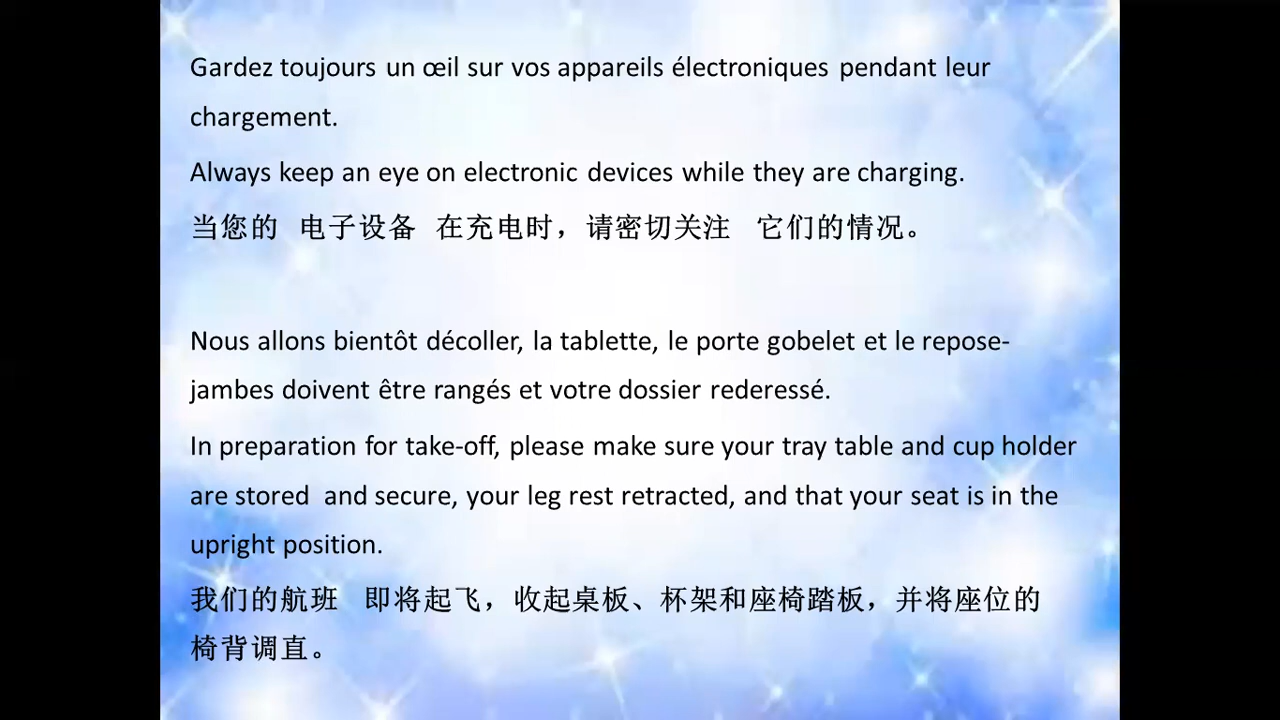 Gardez toujours un œil sur vos appareils électroniques pendant leur
chargement.
Always keep an eye on electronic devices while they are charging.
当您的 电子设备 在充电时，请密切关注 它们的情况。
Nous allons bientôt décoller, la tablette, le porte gobelet et le repose-
jambes doivent être rangés et votre dossier rederessé.
In preparation for take-off, please make sure your tray table and cup holder
are stored and secure, your leg rest retracted, and that your seat is in the
upright position.
我们的航班 即将起飞，收起桌板、杯架和座椅踏板，并将座位的
椅背调直。